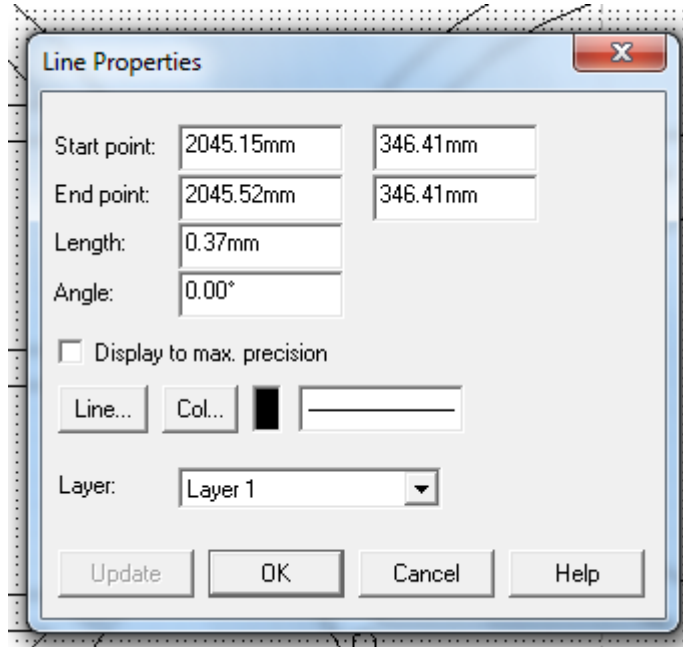 Line Properties
Start point: 2045.15mm 346.41mm
End point: 2045.52mm 346.41mm
Length: 0.37mm
Angle: 0.00°
Display to max. precision
Line... Col...
Layer: Layer 1
Update OK Cancel Help